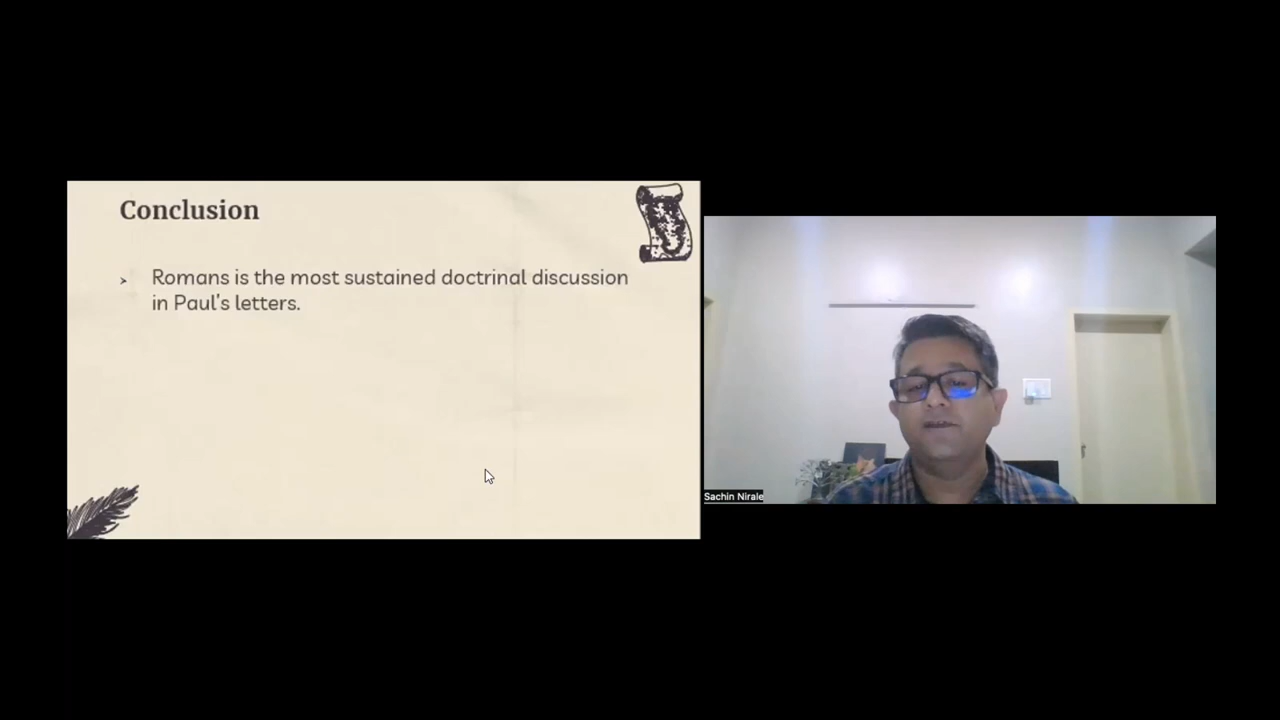 Conclusion
> Romans is the most sustained doctrinal discussion
in Paul's letters.
Sachin Nirale